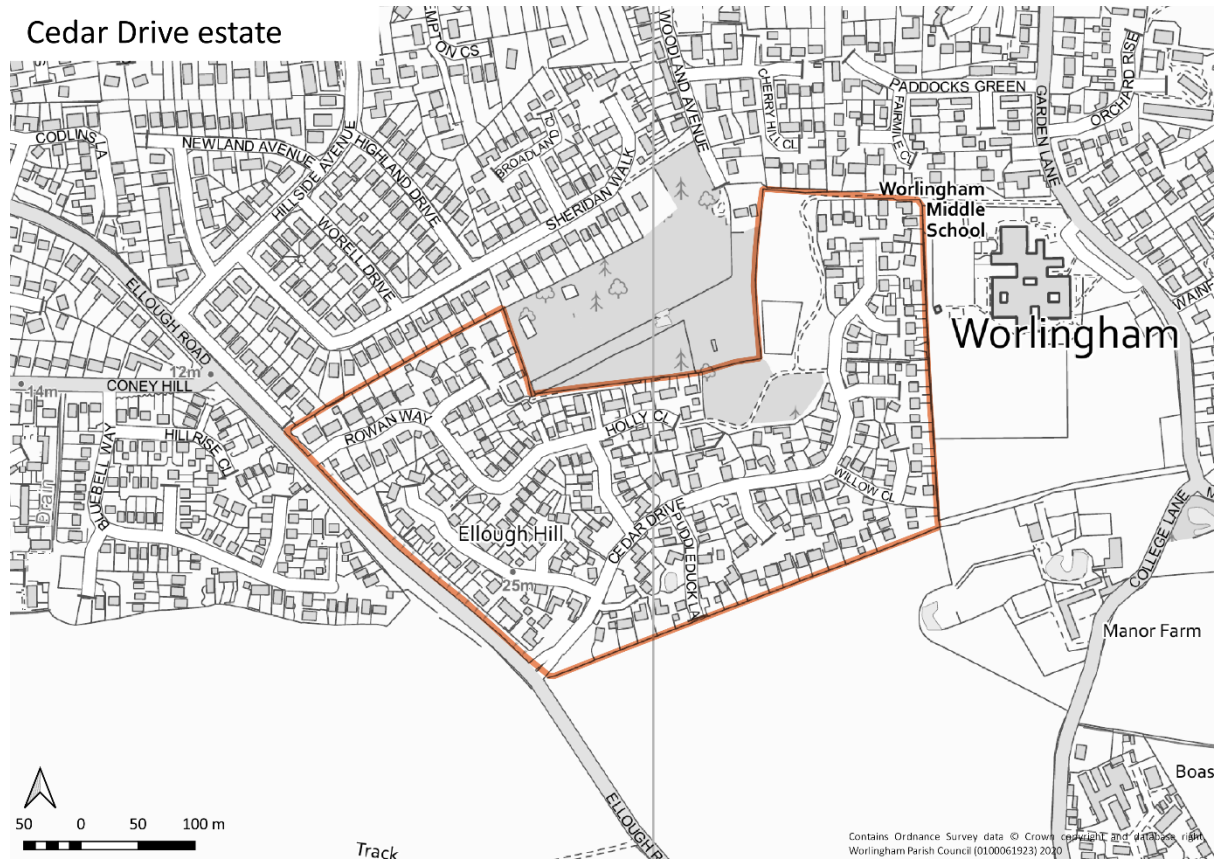 Cedar Drive estate
EMPTON CS
WOODLAND AVENUE
CHERRY HILL CL
PADDOCKS GREEN
FARMILE CL
GARDEN LANE
ORCHARD RISE
CODLINS LA
NEWLAND AVENUE
HILLSIDE AVENUE
HIGHLAND DRIVE
BROADLAND CL
SHERIDAN WALK
WORELL DRIVE
Worlingham
Middle
School
WAINF
Worlingham
ELLOUGH ROAD
12m
14m
CONEY HILL
BLUEBELL WAY
HILLRISE CL
Drain
ROWAN WAY
HOLLY CL
WILLOW CL
CEDAR DRIVE
PUDDLEDUCK LA
Ellough Hill
25m
COLLEGE LANE
Manor Farm
Boas
ELLOUGH R
Track
50 0 50 100 m
Contains Ordnance Survey data © Crown copyright and database right
Worlingham Parish Council (0100061923) 2020